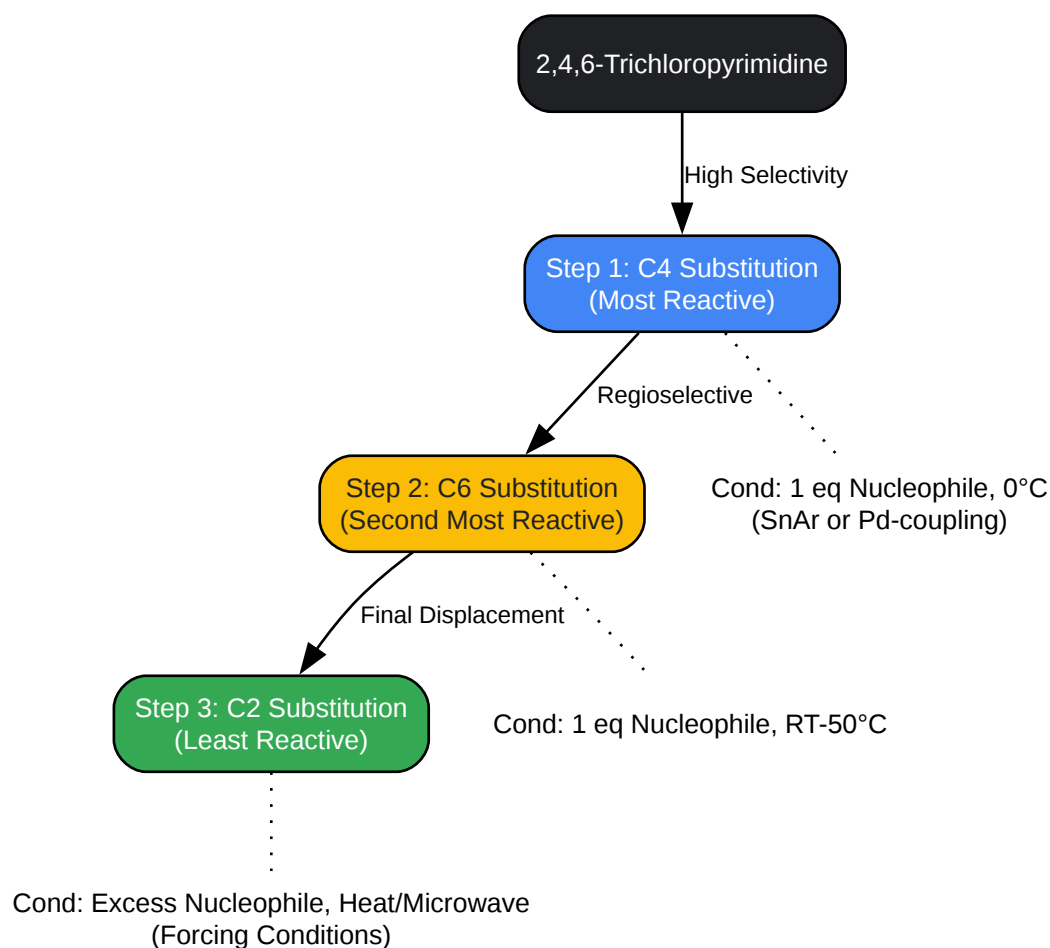 2,4,6-Trichloropyrimidine
High Selectivity
Step 1: C4 Substitution
(Most Reactive)
Regioselective
Step 2: C6 Substitution
(Second Most Reactive)
Cond: 1 eq Nucleophile, 0°C
(SnAr or Pd-coupling)
Final Displacement
Step 3: C2 Substitution
(Least Reactive)
Cond: 1 eq Nucleophile, RT-50°C
Cond: Excess Nucleophile, Heat/Microwave
(Forcing Conditions)